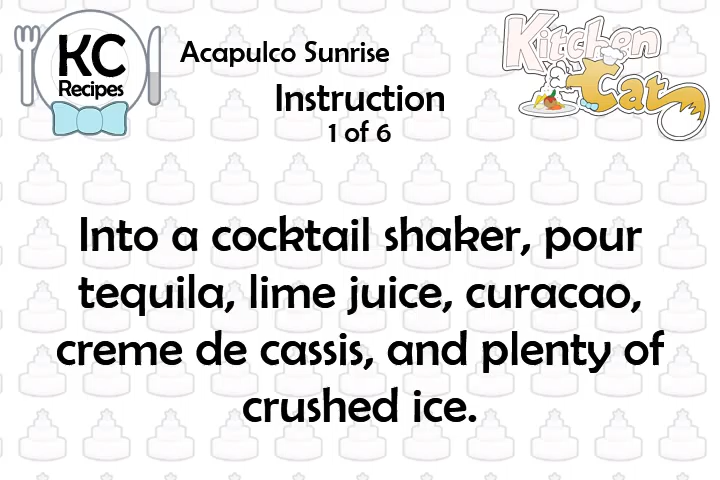 KC
Recipes
Acapulco Sunrise
Instruction
1 of 6
Kitchen
Cat
Into a cocktail shaker, pour
tequila, lime juice, curacao,
creme de cassis, and plenty of
crushed ice.